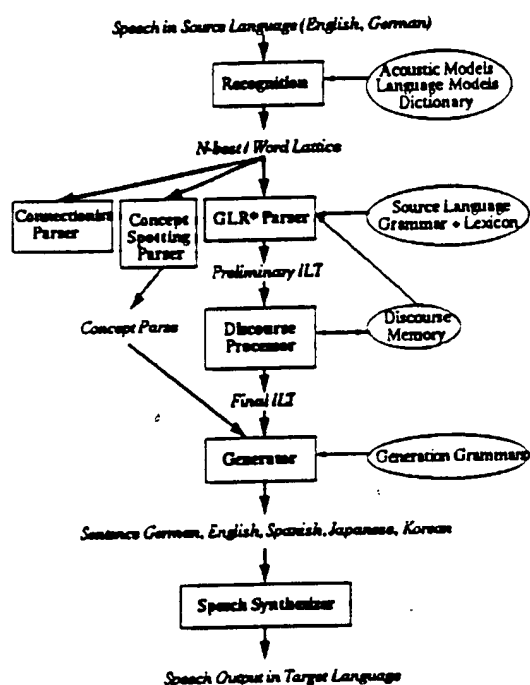 Speech in Source Language (English, German)
Recognition
Acoustic Models
Language Models
Dictionary
N-best / Word Lattice
Connectionist
Parser
Concept
Spotting
Parser
GLR* Parser
Source Language
Grammar + Lexicon
Preliminary ILT
Concept Parse
Discourse
Processor
Discourse
Memory
Final ILT
Generator
Generation Grammars
Sentence German, English, Spanish, Japanese, Korean
Speech Synthesizer
Speech Output in Target Language